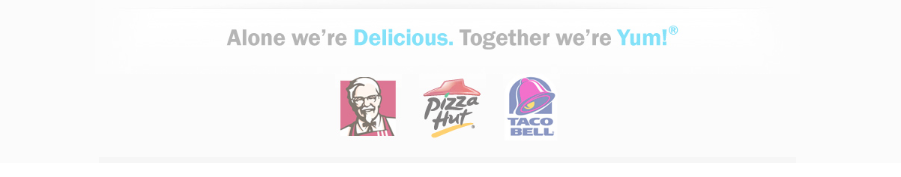 Alone we're Delicious. Together we're Yum!®
Pizza
Hut®
TACO
BELL